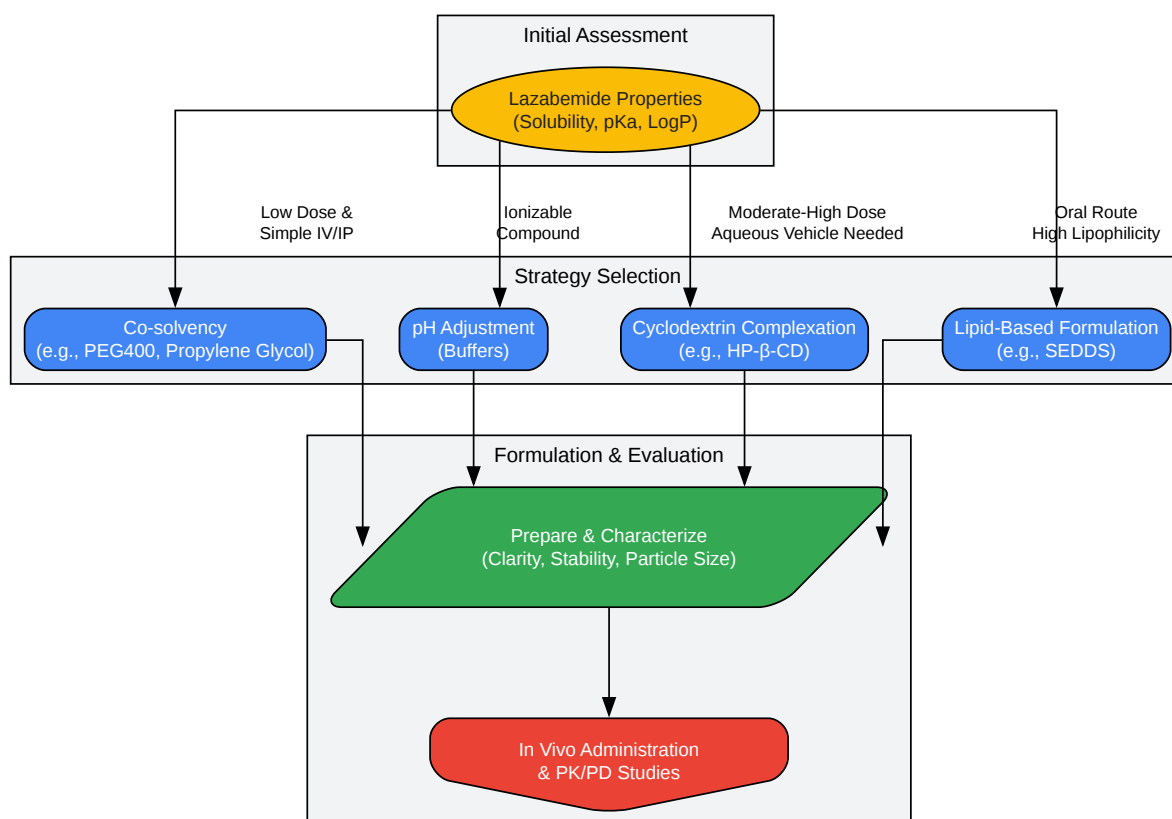 Initial Assessment
Lazabemide Properties
(Solubility, pKa, LogP)
Low Dose &
Simple IV/IP
Ionizable
Compound
Moderate-High Dose
Aqueous Vehicle Needed
Oral Route
High Lipophilicity
Strategy Selection
Co-solvency
(e.g., PEG400, Propylene Glycol)
pH Adjustment
(Buffers)
Cyclodextrin Complexation
(e.g., HP-β-CD)
Lipid-Based Formulation
(e.g., SEDDS)
Formulation & Evaluation
Prepare & Characterize
(Clarity, Stability, Particle Size)
In Vivo Administration
& PK/PD Studies